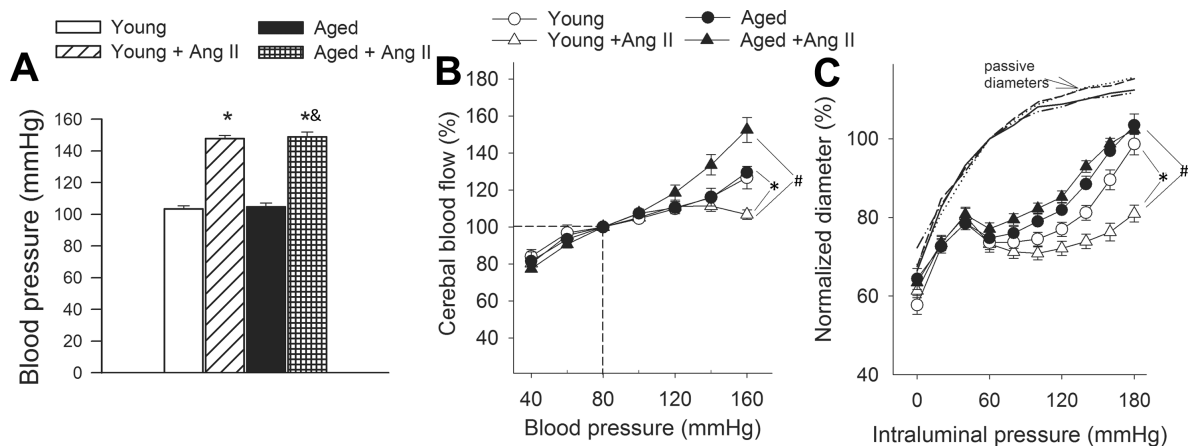 Young
Aged
Young + Ang II
Aged + Ang II
A
Blood pressure (mmHg)
160
140
120
100
80
60
40
20
0
*
*&
Young
Aged
Young +Ang II
Aged +Ang II
B
Cerebal blood flow (%)
180
160
140
120
100
80
60
40
40
80
120
160
Blood pressure (mmHg)
*
#
C
passive
diameters
Normalized diameter (%)
100
80
60
40
0
60
120
180
Intraluminal pressure (mmHg)
*
#